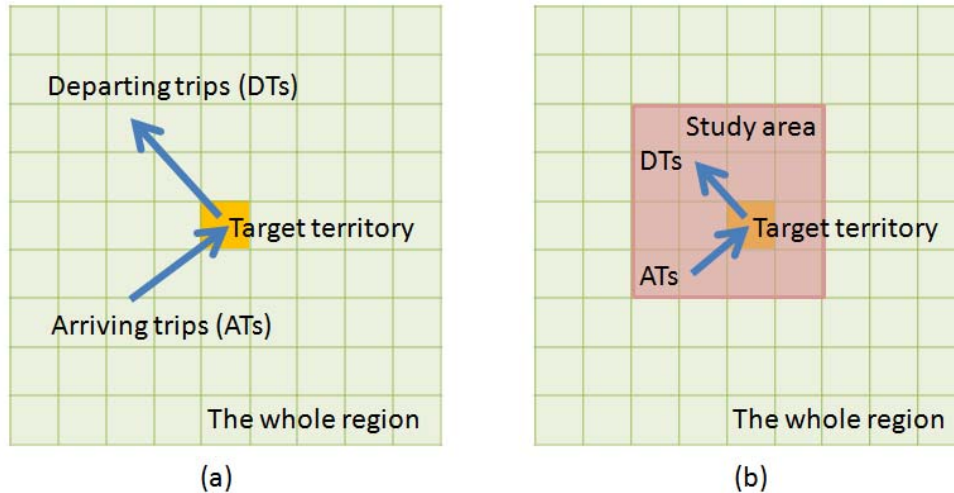 Departing trips (DTs)
Target territory
Arriving trips (ATs)
The whole region
(a)
Study area
DTs
Target territory
ATs
The whole region
(b)